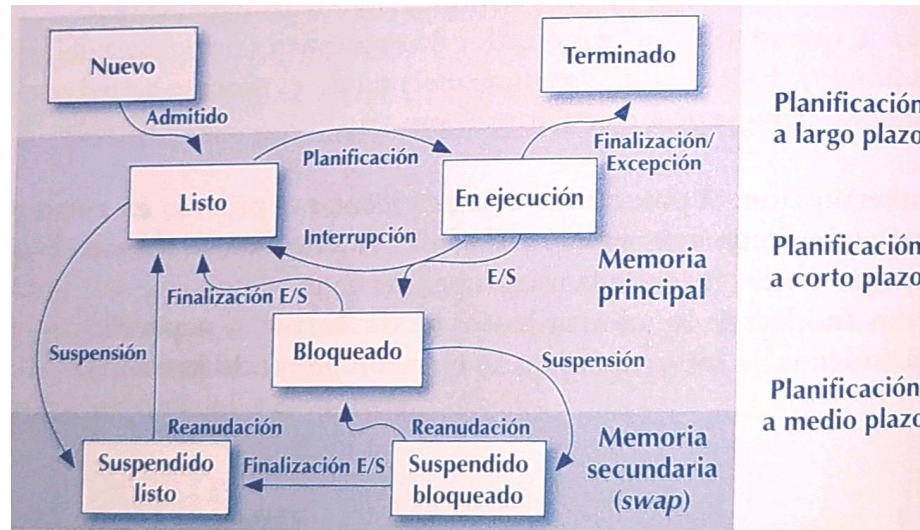 Nuevo
Terminado
Admitido
Planificación
a largo plazo
Planificación
Finalización/
Excepción
Listo
En ejecución
Interrupción
Memoria
principal
Planificación
a corto plazo
E/S
Finalización E/S
Bloqueado
Suspensión
Suspensión
Planificación
a medio plazo
Reanudación
Reanudación
Memoria
secundaria
(swap)
Suspendido
listo
Finalización E/S
Suspendido
bloqueado